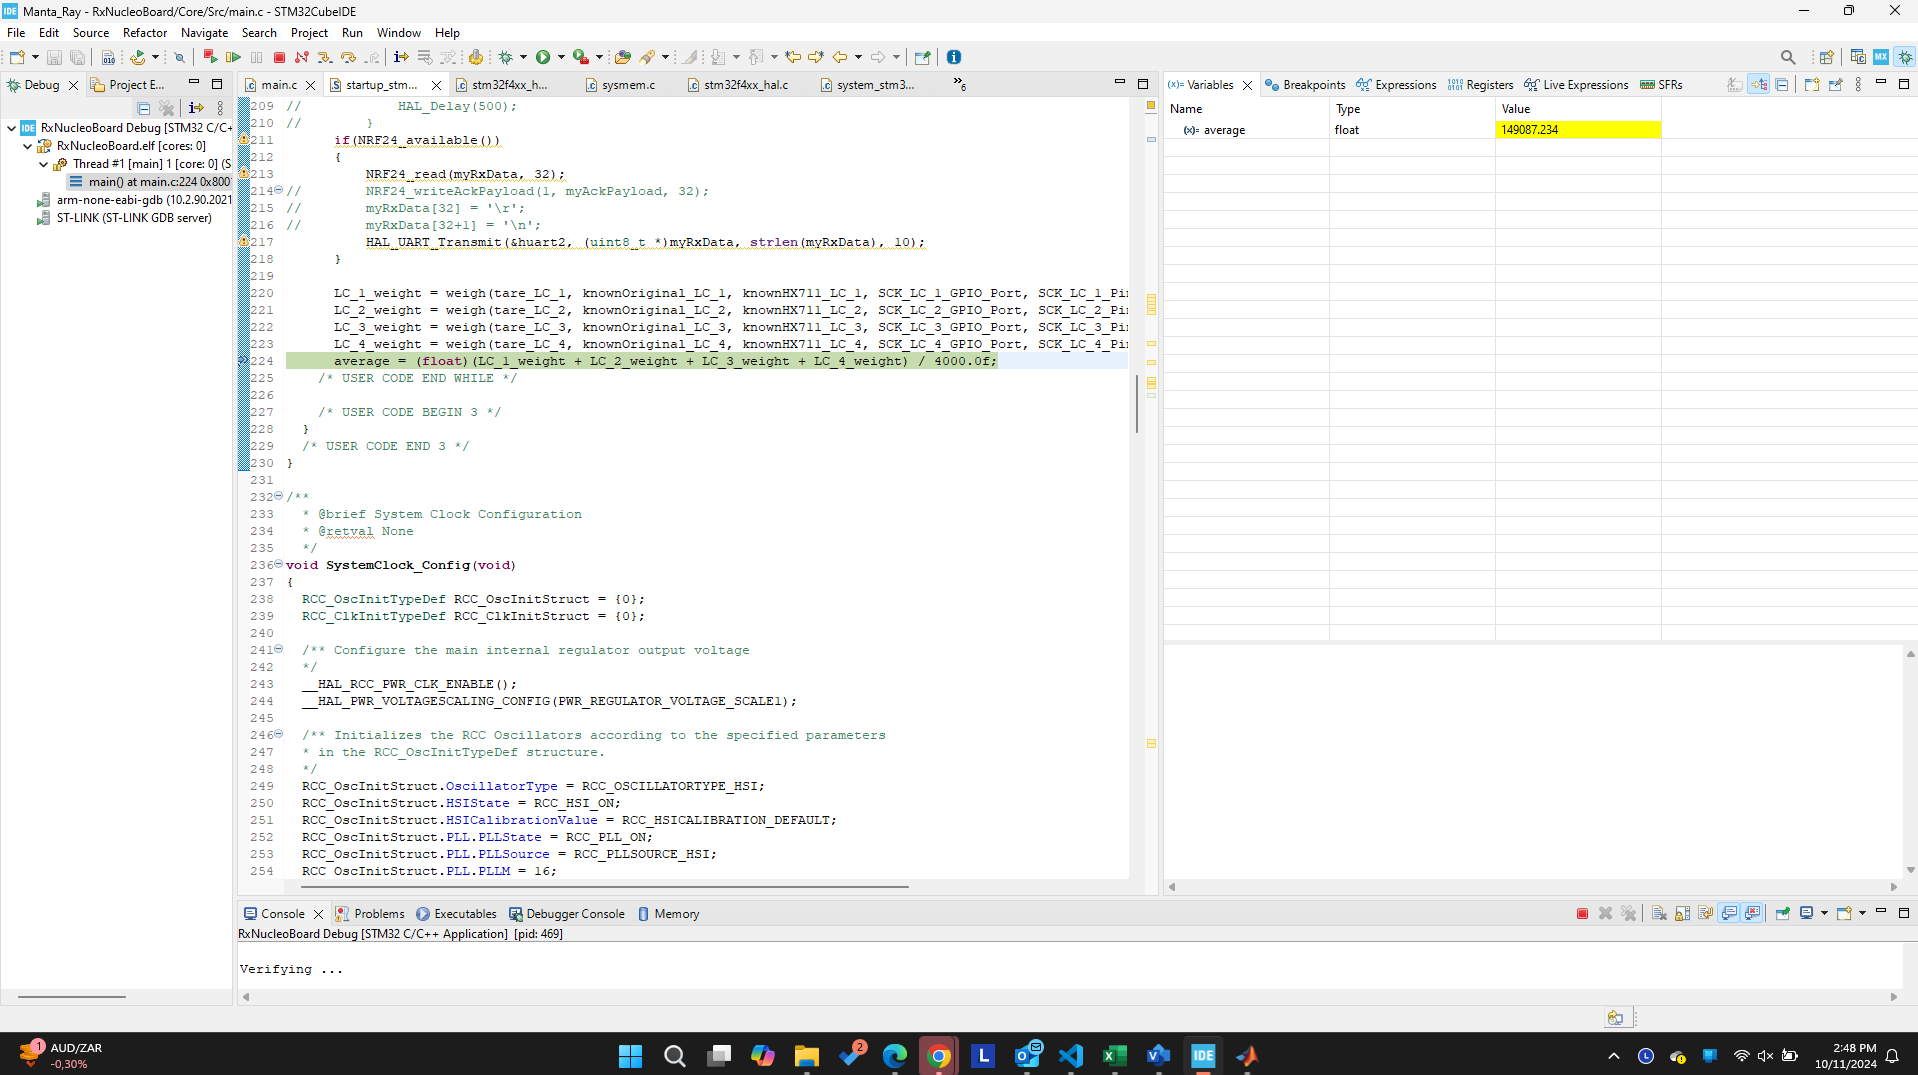 Manta_Ray - RxNucleoBoard/Core/Src/main.c - STM32CubeIDE
File Edit Source Refactor Navigate Search Project Run Window Help
Debug Project E...
RxNucleoBoard Debug [STM32 C/C+
RxNucleoBoard.elf [cores: 0]
Thread #1 [main] 1 [core: 0] (S
main() at main.c:224 0x800
arm-none-eabi-gdb (10.2.90.2021
ST-LINK (ST-LINK GDB server)
main.c startup_stm... stm32f4xx_h... sysmem.c stm32f4xx_hal.c system_stm3... »6
209 // HAL_Delay(500);
210 // }
211 if(NRF24_available())
212 {
213 NRF24_read(myRxData, 32);
214 // NRF24_writeAckPayload(1, myAckPayload, 32);
215 // myRxData[32] = '\r';
216 // myRxData[32+1] = '\n';
217 HAL_UART_Transmit(&huart2, (uint8_t *)myRxData, strlen(myRxData), 10);
218 }
219
220 LC_1_weight = weigh(tare_LC_1, knownOriginal_LC_1, knownHX711_LC_1, SCK_LC_1_GPIO_Port, SCK_LC_1_Pin
221 LC_2_weight = weigh(tare_LC_2, knownOriginal_LC_2, knownHX711_LC_2, SCK_LC_2_GPIO_Port, SCK_LC_2_Pin
222 LC_3_weight = weigh(tare_LC_3, knownOriginal_LC_3, knownHX711_LC_3, SCK_LC_3_GPIO_Port, SCK_LC_3_Pin
223 LC_4_weight = weigh(tare_LC_4, knownOriginal_LC_4, knownHX711_LC_4, SCK_LC_4_GPIO_Port, SCK_LC_4_Pin
224 average = (float)(LC_1_weight + LC_2_weight + LC_3_weight + LC_4_weight) / 4000.0f;
225 /* USER CODE END WHILE */
226
227 /* USER CODE BEGIN 3 */
228 }
229 /* USER CODE END 3 */
230 }
231
232 /**
233 * @brief System Clock Configuration
234 * @retval None
235 */
236 void SystemClock_Config(void)
237 {
238 RCC_OscInitTypeDef RCC_OscInitStruct = {0};
239 RCC_ClkInitTypeDef RCC_ClkInitStruct = {0};
240
241 /** Configure the main internal regulator output voltage
242 */
243 __HAL_RCC_PWR_CLK_ENABLE();
244 __HAL_PWR_VOLTAGESCALING_CONFIG(PWR_REGULATOR_VOLTAGE_SCALE1);
245
246 /** Initializes the RCC Oscillators according to the specified parameters
247 * in the RCC_OscInitTypeDef structure.
248 */
249 RCC_OscInitStruct.OscillatorType = RCC_OSCILLATORTYPE_HSI;
250 RCC_OscInitStruct.HSIState = RCC_HSI_ON;
251 RCC_OscInitStruct.HSICalibrationValue = RCC_HSICALIBRATION_DEFAULT;
252 RCC_OscInitStruct.PLL.PLLState = RCC_PLL_ON;
253 RCC_OscInitStruct.PLL.PLLSource = RCC_PLLSOURCE_HSI;
254 RCC_OscInitStruct.PLL.PLLM = 16;
(x)= Variables Breakpoints Expressions Registers Live Expressions SFRs
Name Type Value
(x)= average float 149087.234
Console Problems Executables Debugger Console Memory
RxNucleoBoard Debug [STM32 C/C++ Application] [pid: 469]
Verifying ...
1 AUD/ZAR
-0,30%
2
IDE
2:48 PM
10/11/2024